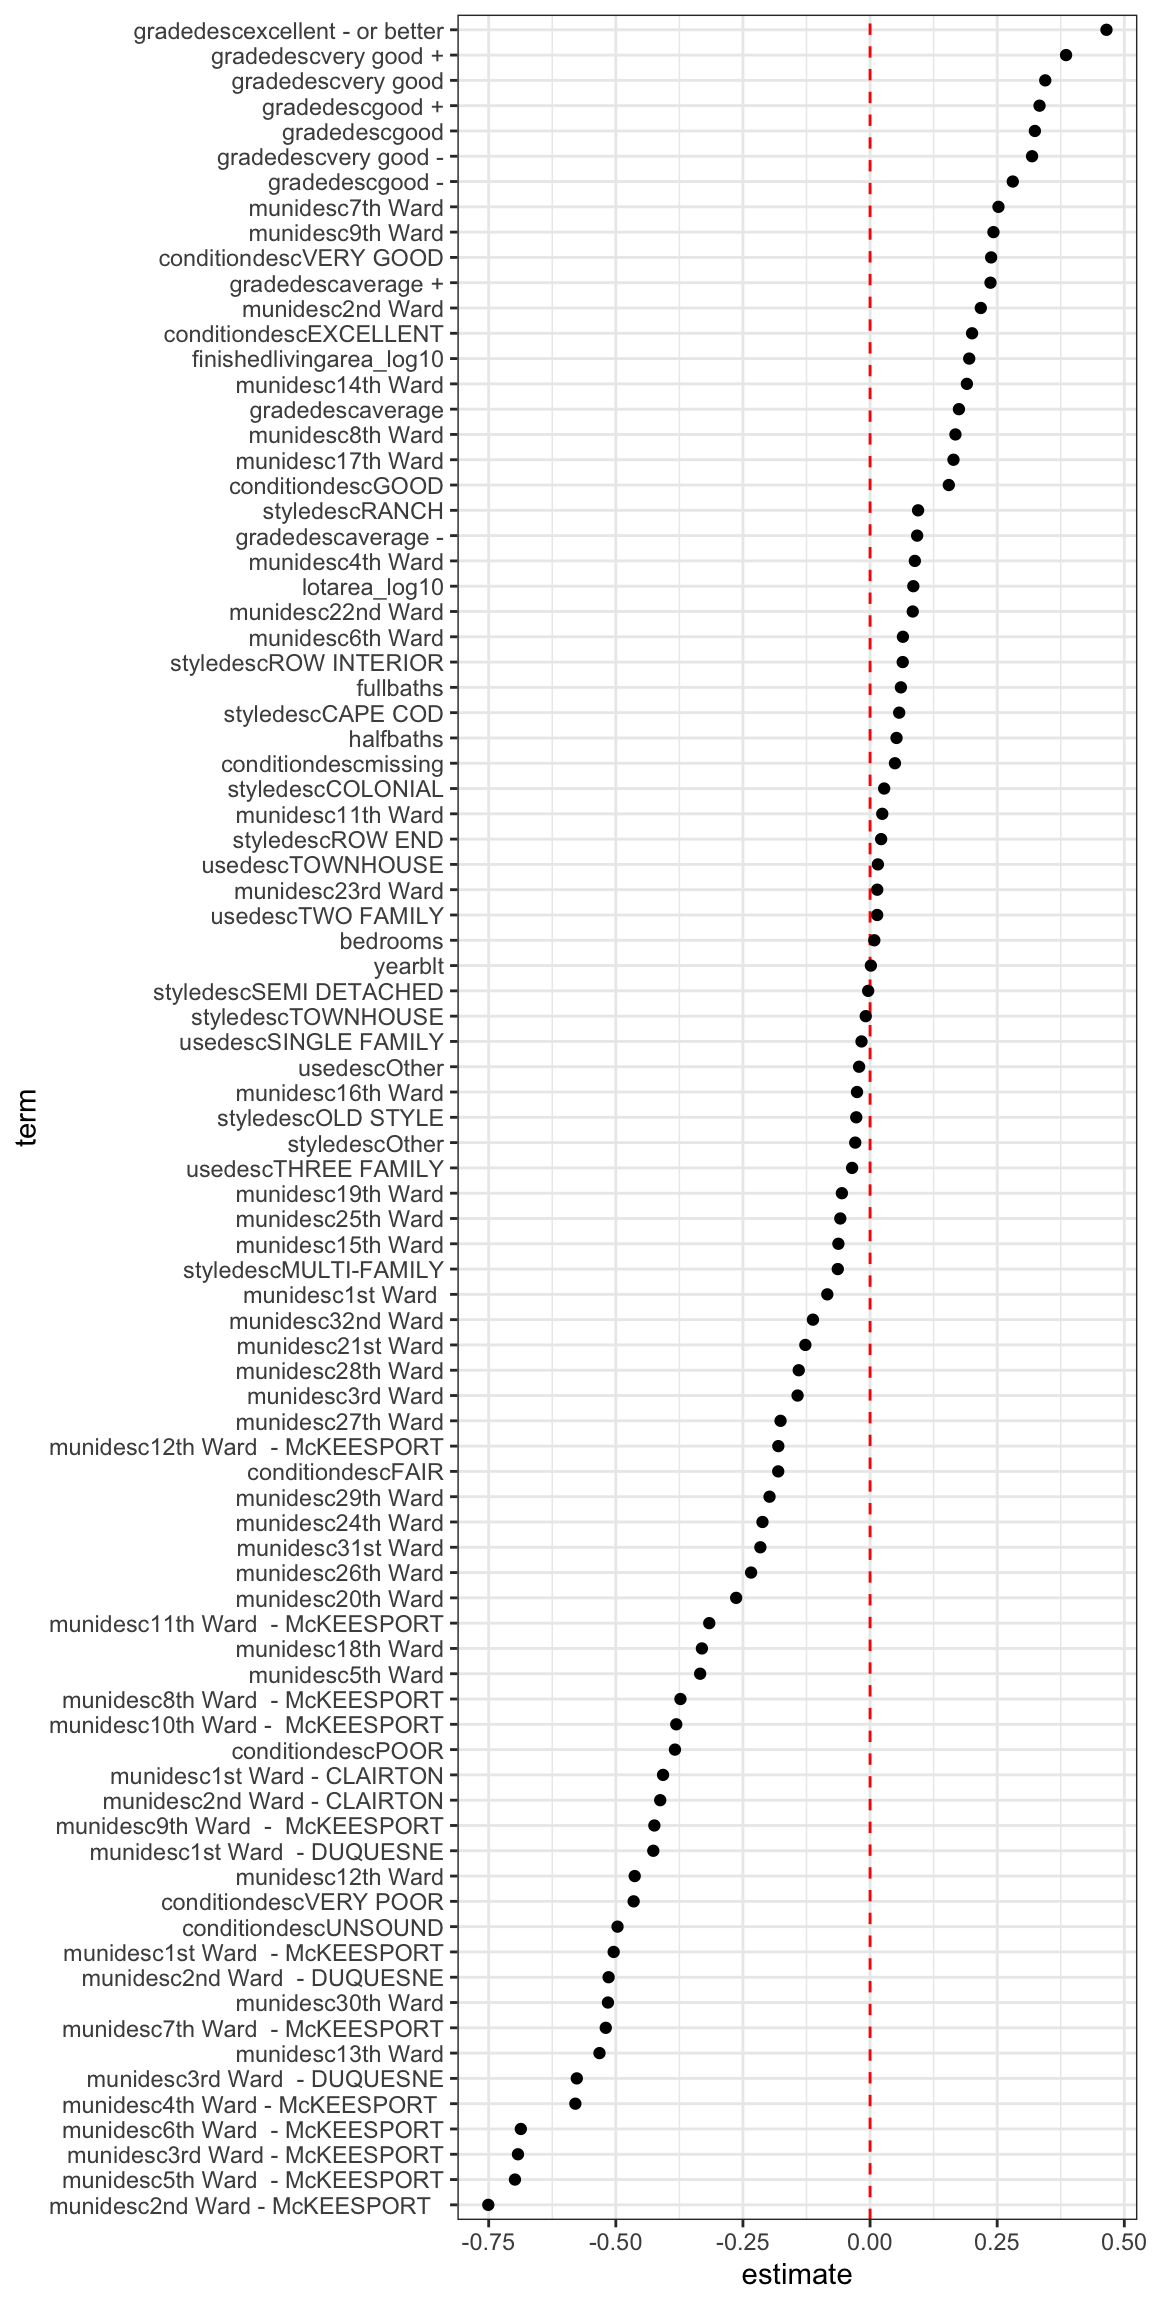 gradedescexcellent - or better
gradedescvery good +
gradedescvery good
gradedescgood +
gradedescgood
gradedescvery good -
gradedescgood -
munidesc7th Ward
munidesc9th Ward
conditiondescVERY GOOD
gradedescaverage +
munidesc2nd Ward
conditiondescEXCELLENT
finishedlivingarea_log10
munidesc14th Ward
gradedescaverage
munidesc8th Ward
munidesc17th Ward
conditiondescGOOD
styledescRANCH
gradedescaverage -
munidesc4th Ward
lotarea_log10
munidesc22nd Ward
munidesc6th Ward
styledescROW INTERIOR
fullbaths
styledescCAPE COD
halfbaths
conditiondescmissing
styledescCOLONIAL
munidesc11th Ward
styledescROW END
usedescTOWNHOUSE
munidesc23rd Ward
usedescTWO FAMILY
bedrooms
yearblt
styledescSEMI DETACHED
styledescTOWNHOUSE
usedescSINGLE FAMILY
usedescOther
munidesc16th Ward
styledescOLD STYLE
styledescOther
usedescTHREE FAMILY
munidesc19th Ward
munidesc25th Ward
munidesc15th Ward
styledescMULTI-FAMILY
munidesc1st Ward
munidesc32nd Ward
munidesc21st Ward
munidesc28th Ward
munidesc3rd Ward
munidesc27th Ward
munidesc12th Ward  - McKEESPORT
conditiondescFAIR
munidesc29th Ward
munidesc24th Ward
munidesc31st Ward
munidesc26th Ward
munidesc20th Ward
munidesc11th Ward  - McKEESPORT
munidesc18th Ward
munidesc5th Ward
munidesc8th Ward  - McKEESPORT
munidesc10th Ward -  McKEESPORT
conditiondescPOOR
munidesc1st Ward - CLAIRTON
munidesc2nd Ward - CLAIRTON
munidesc9th Ward  -  McKEESPORT
munidesc1st Ward  - DUQUESNE
munidesc12th Ward
conditiondescVERY POOR
conditiondescUNSOUND
munidesc1st Ward  - McKEESPORT
munidesc2nd Ward  - DUQUESNE
munidesc30th Ward
munidesc7th Ward  - McKEESPORT
munidesc13th Ward
munidesc3rd Ward  - DUQUESNE
munidesc4th Ward - McKEESPORT
munidesc6th Ward  - McKEESPORT
munidesc3rd Ward - McKEESPORT
munidesc5th Ward  - McKEESPORT
munidesc2nd Ward - McKEESPORT
term
-0.75 -0.50 -0.25 0.00 0.25 0.50
estimate